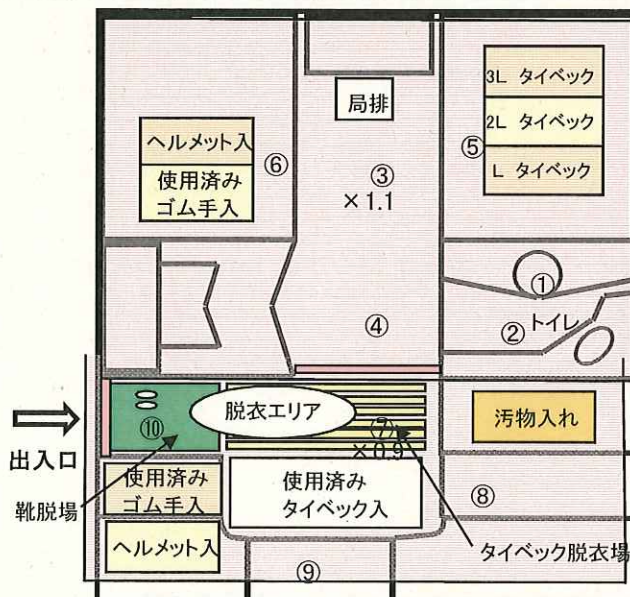 局排
3L タイベック
2L タイベック
L タイベック
⑤
ヘルメット入
使用済み
ゴム手入
⑥
③
×1.1
④
①
②
トイレ
出入口
⑩
脱衣エリア
⑦
×0.9
汚物入れ
靴脱場
使用済み
ゴム手入
使用済み
タイベック入
⑧
ヘルメット入
⑨
タイベック脱衣場